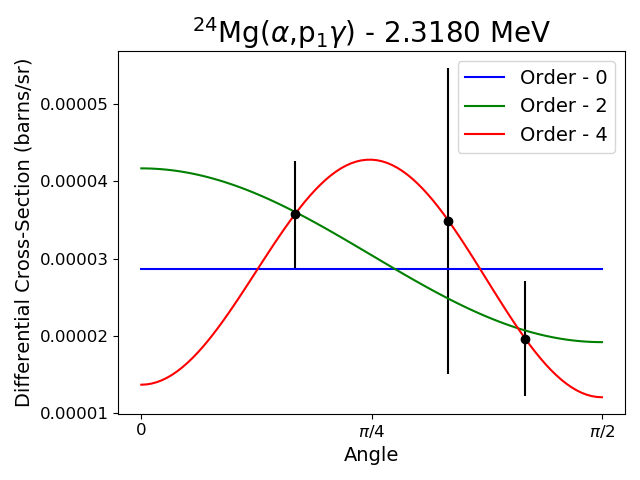 ²⁴Mg(α,p₁γ) - 2.3180 MeV
Differential Cross-Section (barns/sr)
0.00005
0.00004
0.00003
0.00002
0.00001
Order - 0
Order - 2
Order - 4
0 π/4 π/2
Angle